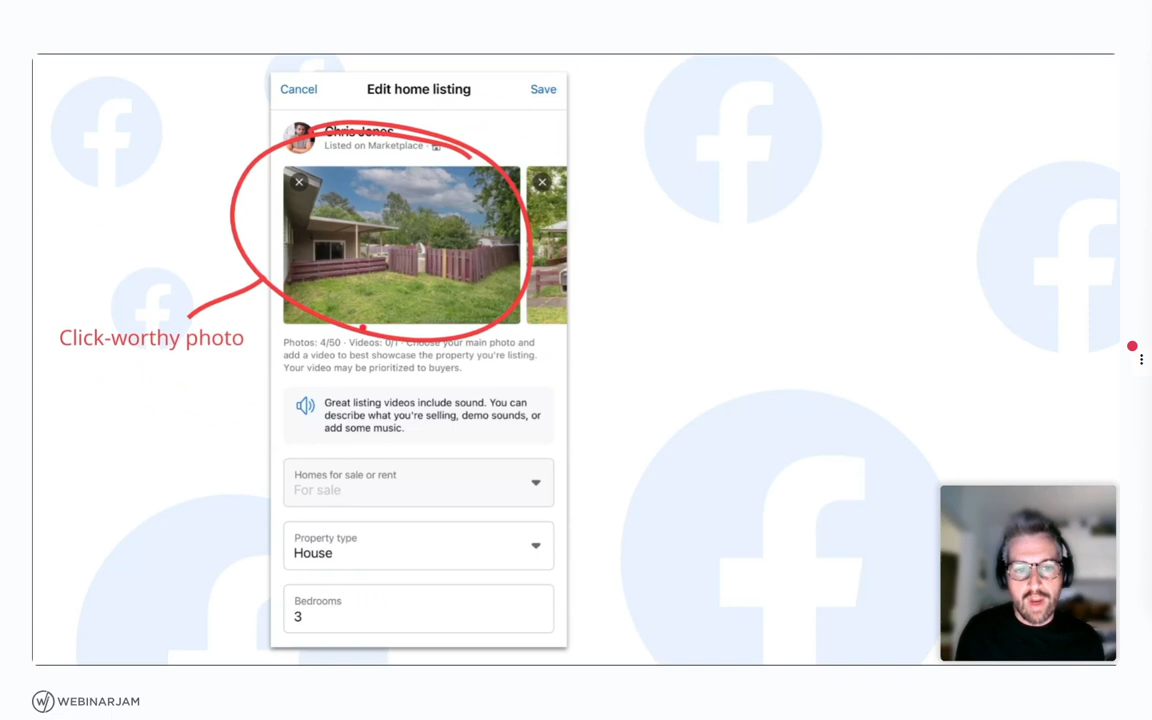 Cancel
Edit home listing
Save
Chris Jones
Listed on Marketplace ·
Click-worthy photo
Photos: 4/50 · Videos: 0/1 · Choose your main photo and
add a video to best showcase the property you're listing.
Your video may be prioritized to buyers.
Great listing videos include sound. You can
describe what you're selling, demo sounds, or
add some music.
Homes for sale or rent
For sale
Property type
House
Bedrooms
3
WEBINARJAM